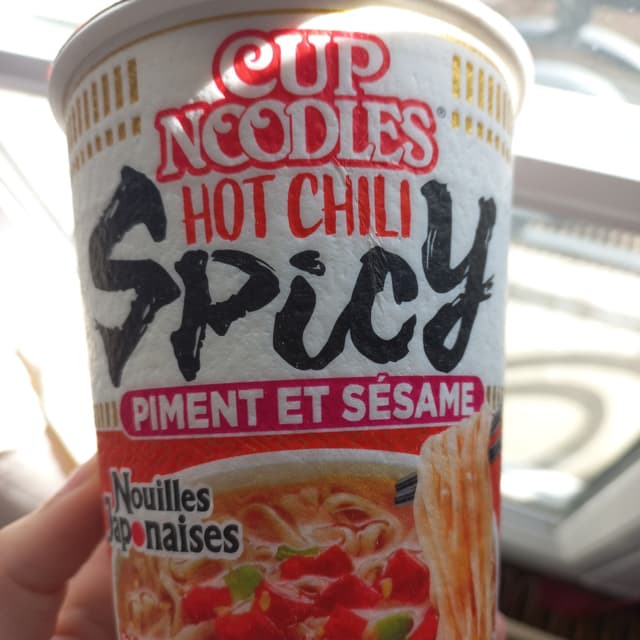 CUP
NOODLES®
HOT CHILI
Spicy
PIMENT ET SÉSAME
Nouilles
Japonaises